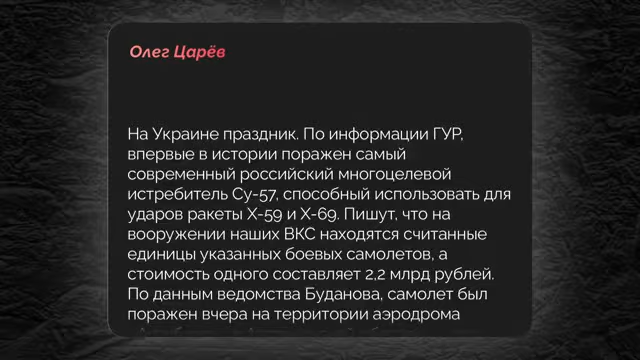 Олег Царёв
На Украине праздник. По информации ГУР,
впервые в истории поражен самый
современный российский многоцелевой
истребитель Су-57, способный использовать для
ударов ракеты Х-59 и Х-69. Пишут, что на
вооружении наших ВКС находятся считанные
единицы указанных боевых самолетов, а
стоимость одного составляет 2,2 млрд рублей.
По данным ведомства Буданова, самолет был
поражен вчера на территории аэродрома